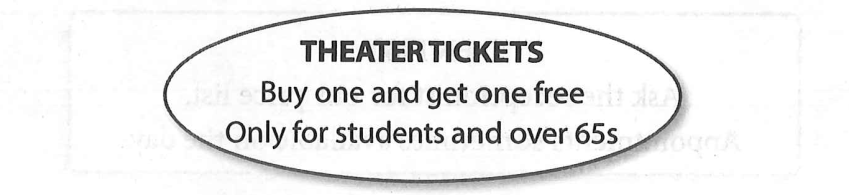 THEATER TICKETS
Buy one and get one free
Only for students and over 65s